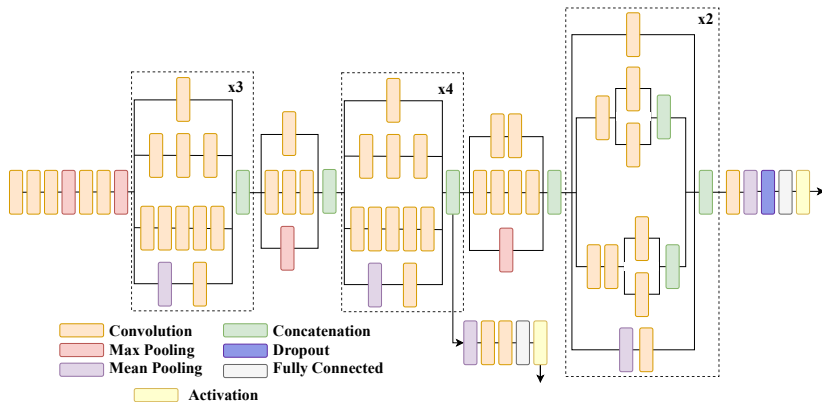 x3
x4
x2
Convolution
Concatenation
Max Pooling
Dropout
Mean Pooling
Fully Connected
Activation